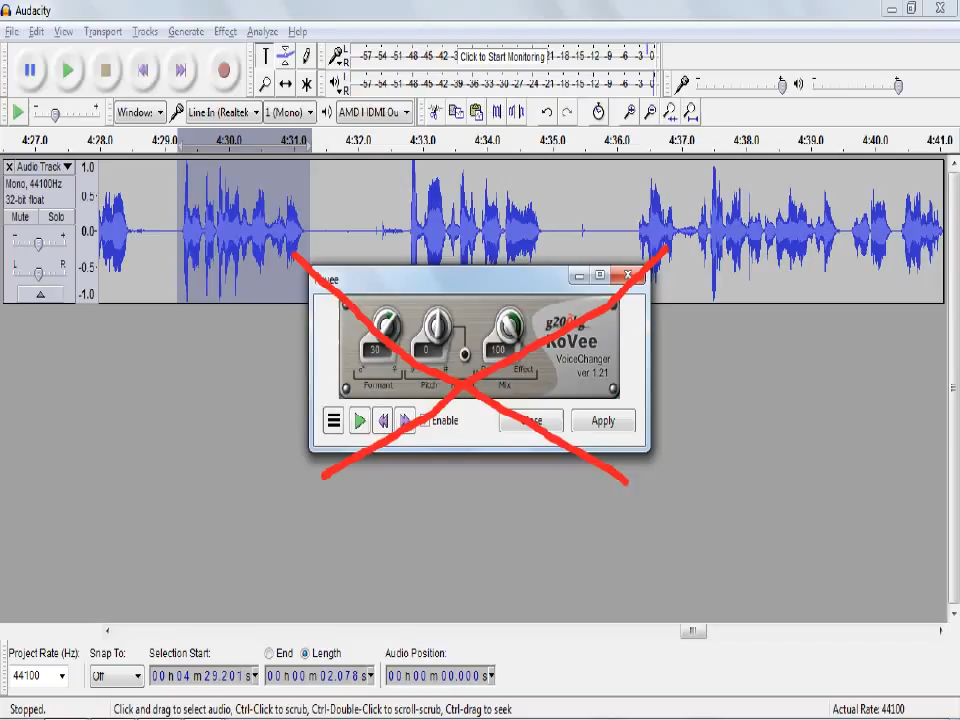 Audacity
File Edit View Transport Tracks Generate Effect Analyze Help
L R -57 -54 -51 -48 -45 -42 -3 Click to Start Monitoring -18 -15 -12 -9 -6 -3 0
L R -57 -54 -51 -48 -45 -42 -39 -36 -33 -30 -27 -24 -21 -18 -15 -12 -9 -6 -3 0
Window: Line In (Realtek 1 (Mono) AMD HDMI Ou
4:27.0 4:28.0 4:29.0 4:30.0 4:31.0 4:32.0 4:33.0 4:34.0 4:35.0 4:36.0 4:37.0 4:38.0 4:39.0 4:40.0 4:41.0
X Audio Track 1.0
Mono, 44100Hz
32-bit float 0.5
Mute Solo
- + 0.0
L R -0.5
-1.0
g200kg
KoVee
30 0 100
VoiceChanger
Effect
ver 1.21
Formant Pitch Mix
Enable Apply
Project Rate (Hz): Snap To: Selection Start: End Length Audio Position:
44100 Off 00 h 04 m 29.201 s 00 h 00 m 02.078 s 00 h 00 m 00.000 s
Stopped. Click and drag to select audio, Ctrl-Click to scrub, Ctrl-Double-Click to scroll-scrub, Ctrl-drag to seek Actual Rate: 44100